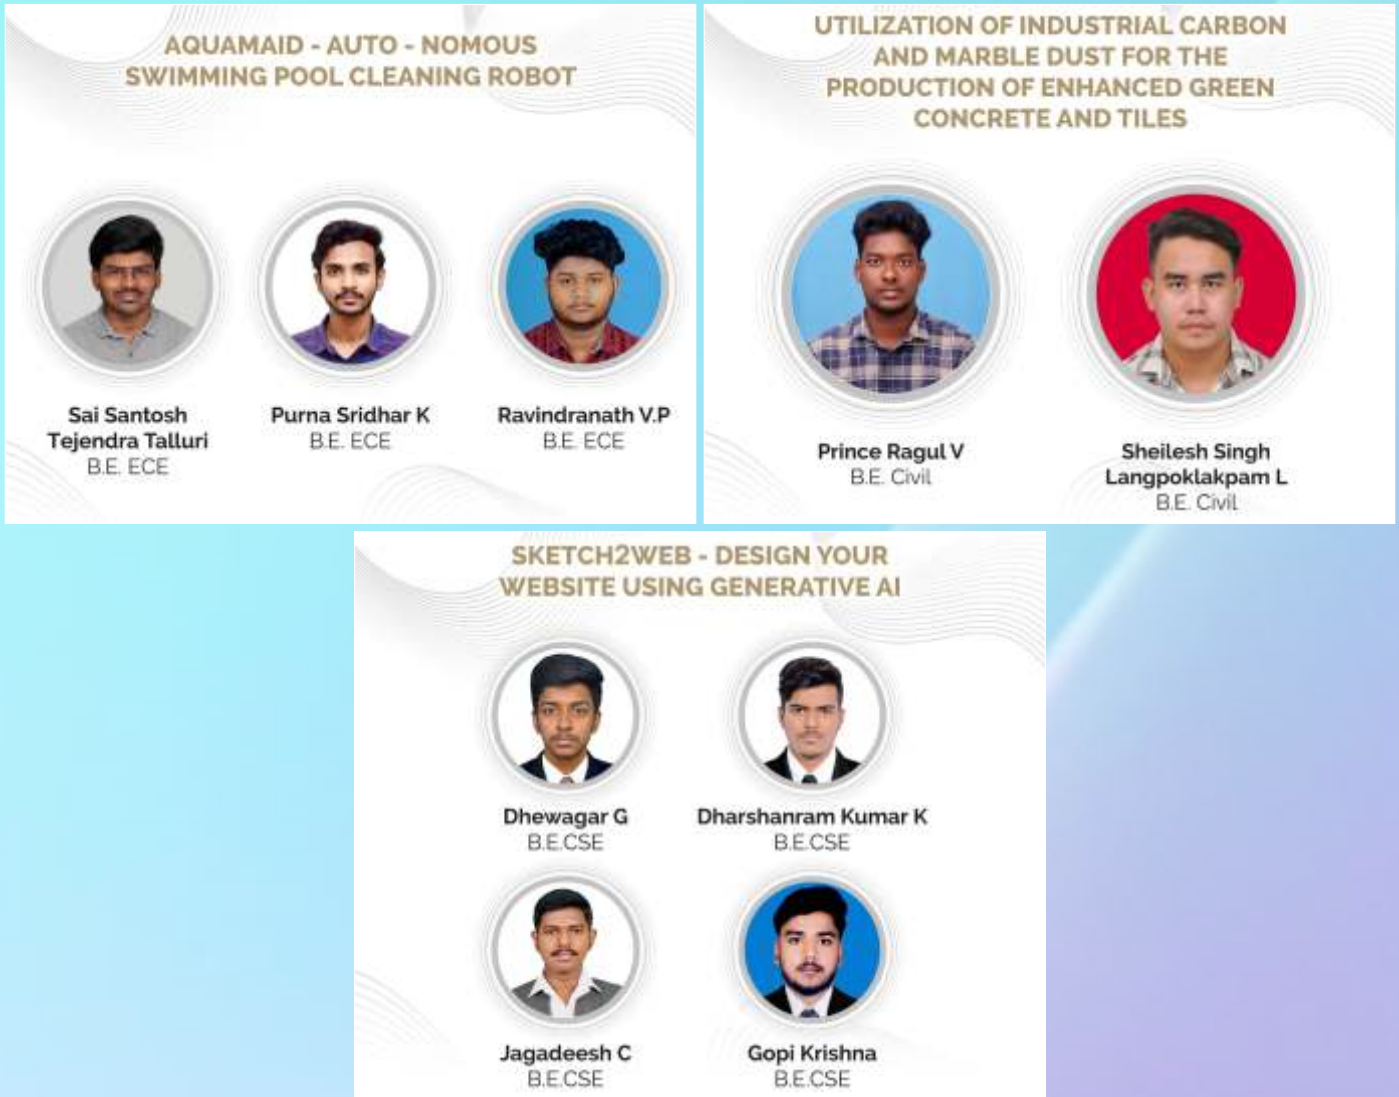 AQUAMAID - AUTO - NOMOUS
SWIMMING POOL CLEANING ROBOT
Sai Santosh
Tejendra Talluri
B.E. ECE
Purna Sridhar K
B.E. ECE
Ravindranath V.P
B.E. ECE
UTILIZATION OF INDUSTRIAL CARBON
AND MARBLE DUST FOR THE
PRODUCTION OF ENHANCED GREEN
CONCRETE AND TILES
Prince Ragul V
B.E. Civil
Sheilesh Singh
Langpoklakpam L
B.E. Civil
SKETCH2WEB - DESIGN YOUR
WEBSITE USING GENERATIVE AI
Dhewagar G
B.E.CSE
Dharshanram Kumar K
B.E.CSE
Jagadeesh C
B.E.CSE
Gopi Krishna
B.E.CSE